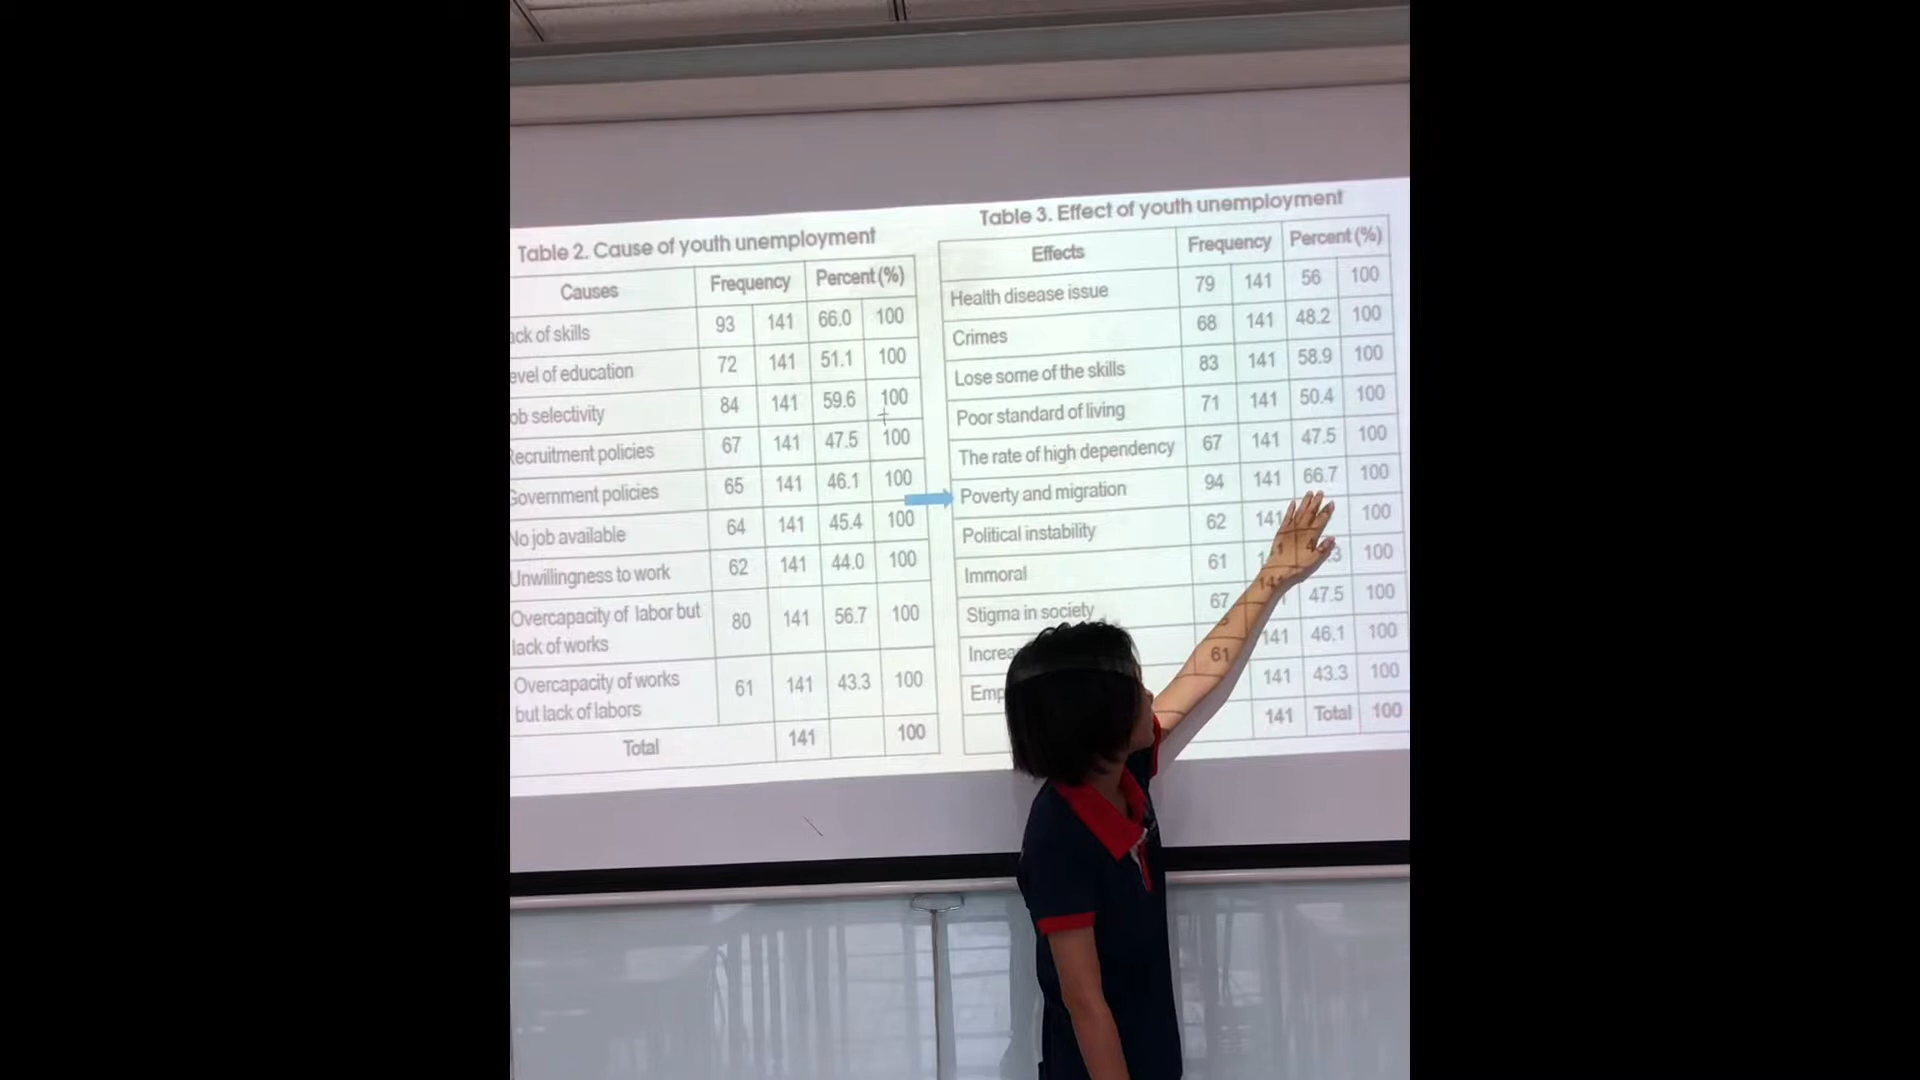 Table 2. Cause of youth unemployment
Causes Frequency Percent (%)
ack of skills 93 141 66.0 100
evel of education 72 141 51.1 100
ob selectivity 84 141 59.6 100
Recruitment policies 67 141 47.5 100
Government policies 65 141 46.1 100
No job available 64 141 45.4 100
Unwillingness to work 62 141 44.0 100
Overcapacity of labor but
lack of works 80 141 56.7 100
Overcapacity of works
but lack of labors 61 141 43.3 100
Total 141 100
Table 3. Effect of youth unemployment
Effects Frequency Percent (%)
Health disease issue 79 141 56 100
Crimes 68 141 48.2 100
Lose some of the skills 83 141 58.9 100
Poor standard of living 71 141 50.4 100
The rate of high dependency 67 141 47.5 100
Poverty and migration 94 141 66.7 100
Political instability 62 141 100
Immoral 61 100
Stigma in society 67 47.5 100
141 46.1 100
61 141 43.3 100
141 Total 100